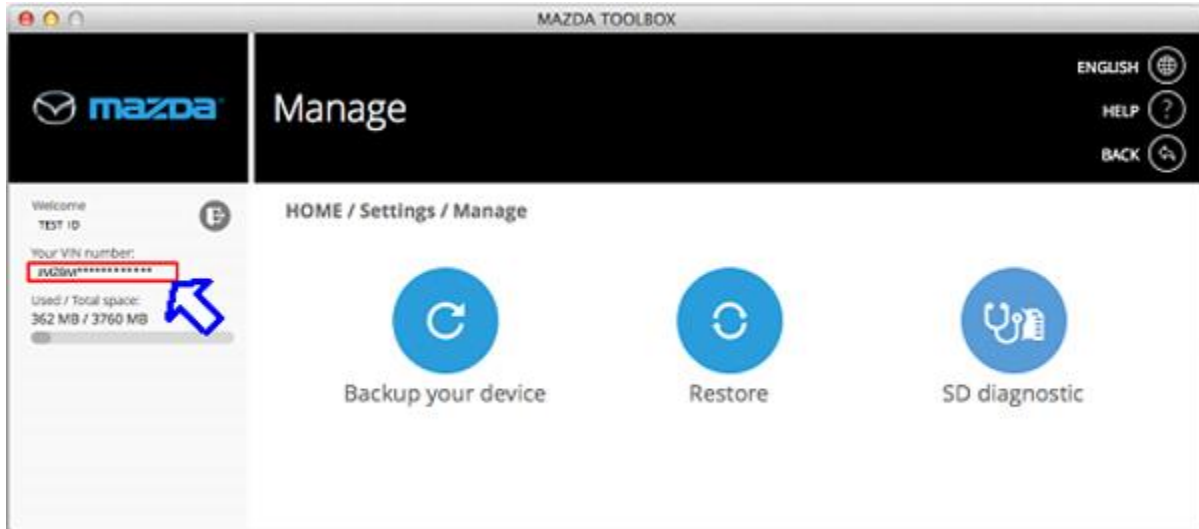 MAZDA TOOLBOX
mazda
Manage
ENGLISH
HELP
?
BACK
Welcome
TEST ID
Your VIN number:
Used / Total space:
362 MB / 3760 MB
HOME / Settings / Manage
Backup your device
Restore
SD diagnostic